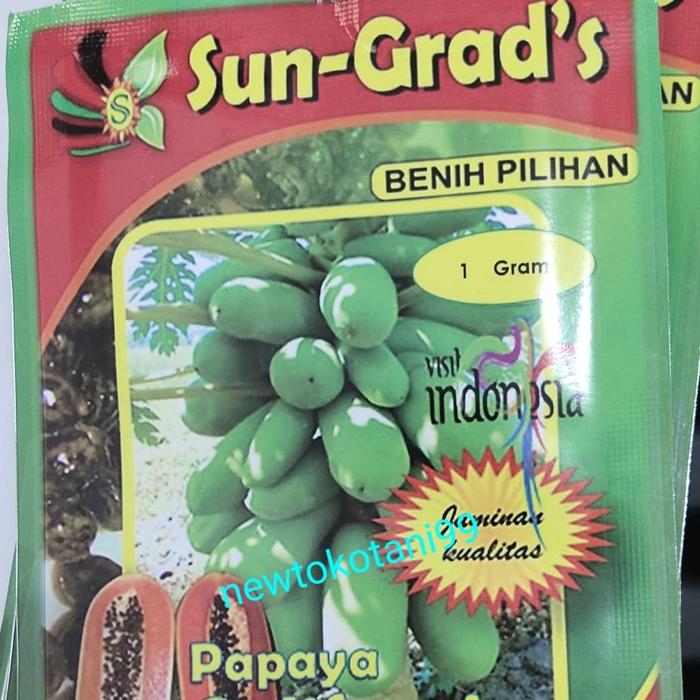 Sun-Grad's
S
BENIH PILIHAN
AN
1 Gram
visit
indonesia
Jaminan
kualitas
newtokotani99
Papaya